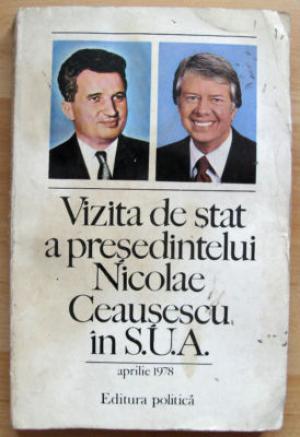 Vizita de stat
a președintelui
Nicolae
Ceaușescu
în S.U.A.
aprilie 1978
Editura politică